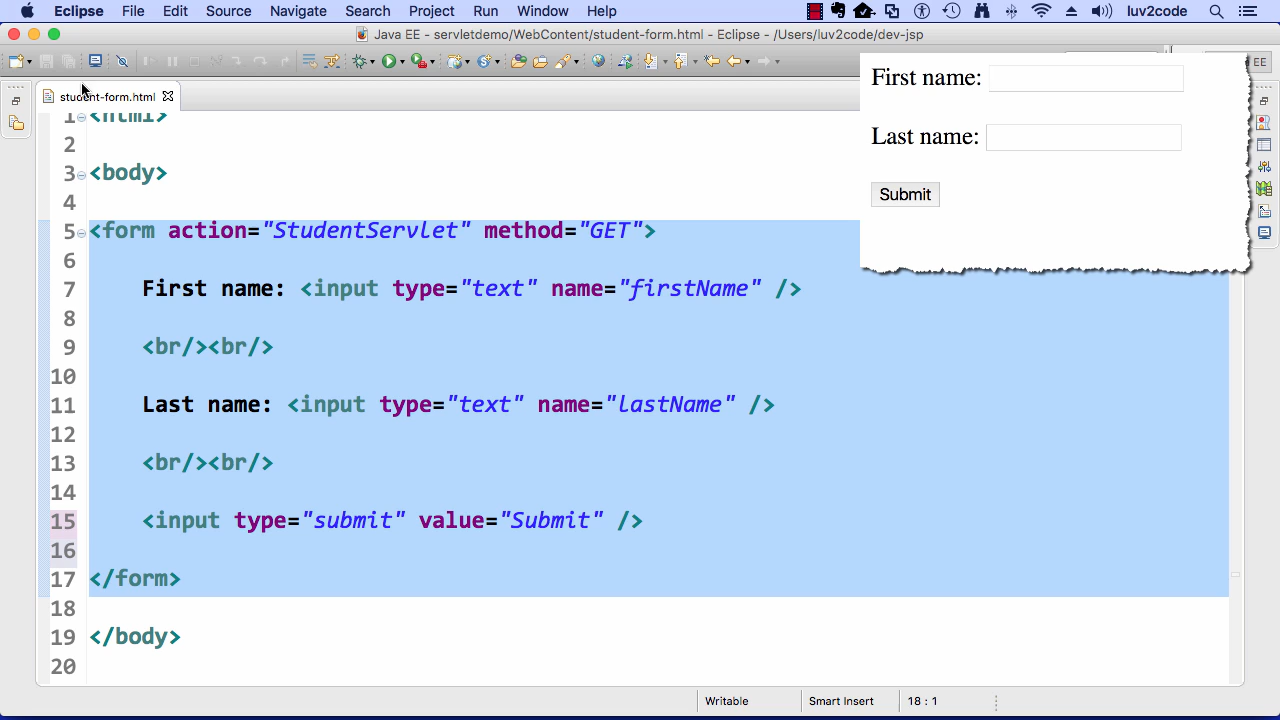 Eclipse File Edit Source Navigate Search Project Run Window Help luv2code
Java EE - servletdemo/WebContent/student-form.html - Eclipse - /Users/luv2code/dev-jsp
EE
student-form.html
1 <html>
2
3 <body>
4
5 <form action="StudentServlet" method="GET">
6
7 First name: <input type="text" name="firstName" />
8
9 <br/><br/>
10
11 Last name: <input type="text" name="lastName" />
12
13 <br/><br/>
14
15 <input type="submit" value="Submit" />
16
17 </form>
18
19 </body>
20
First name:
Last name:
Submit
Writable Smart Insert 18 : 1